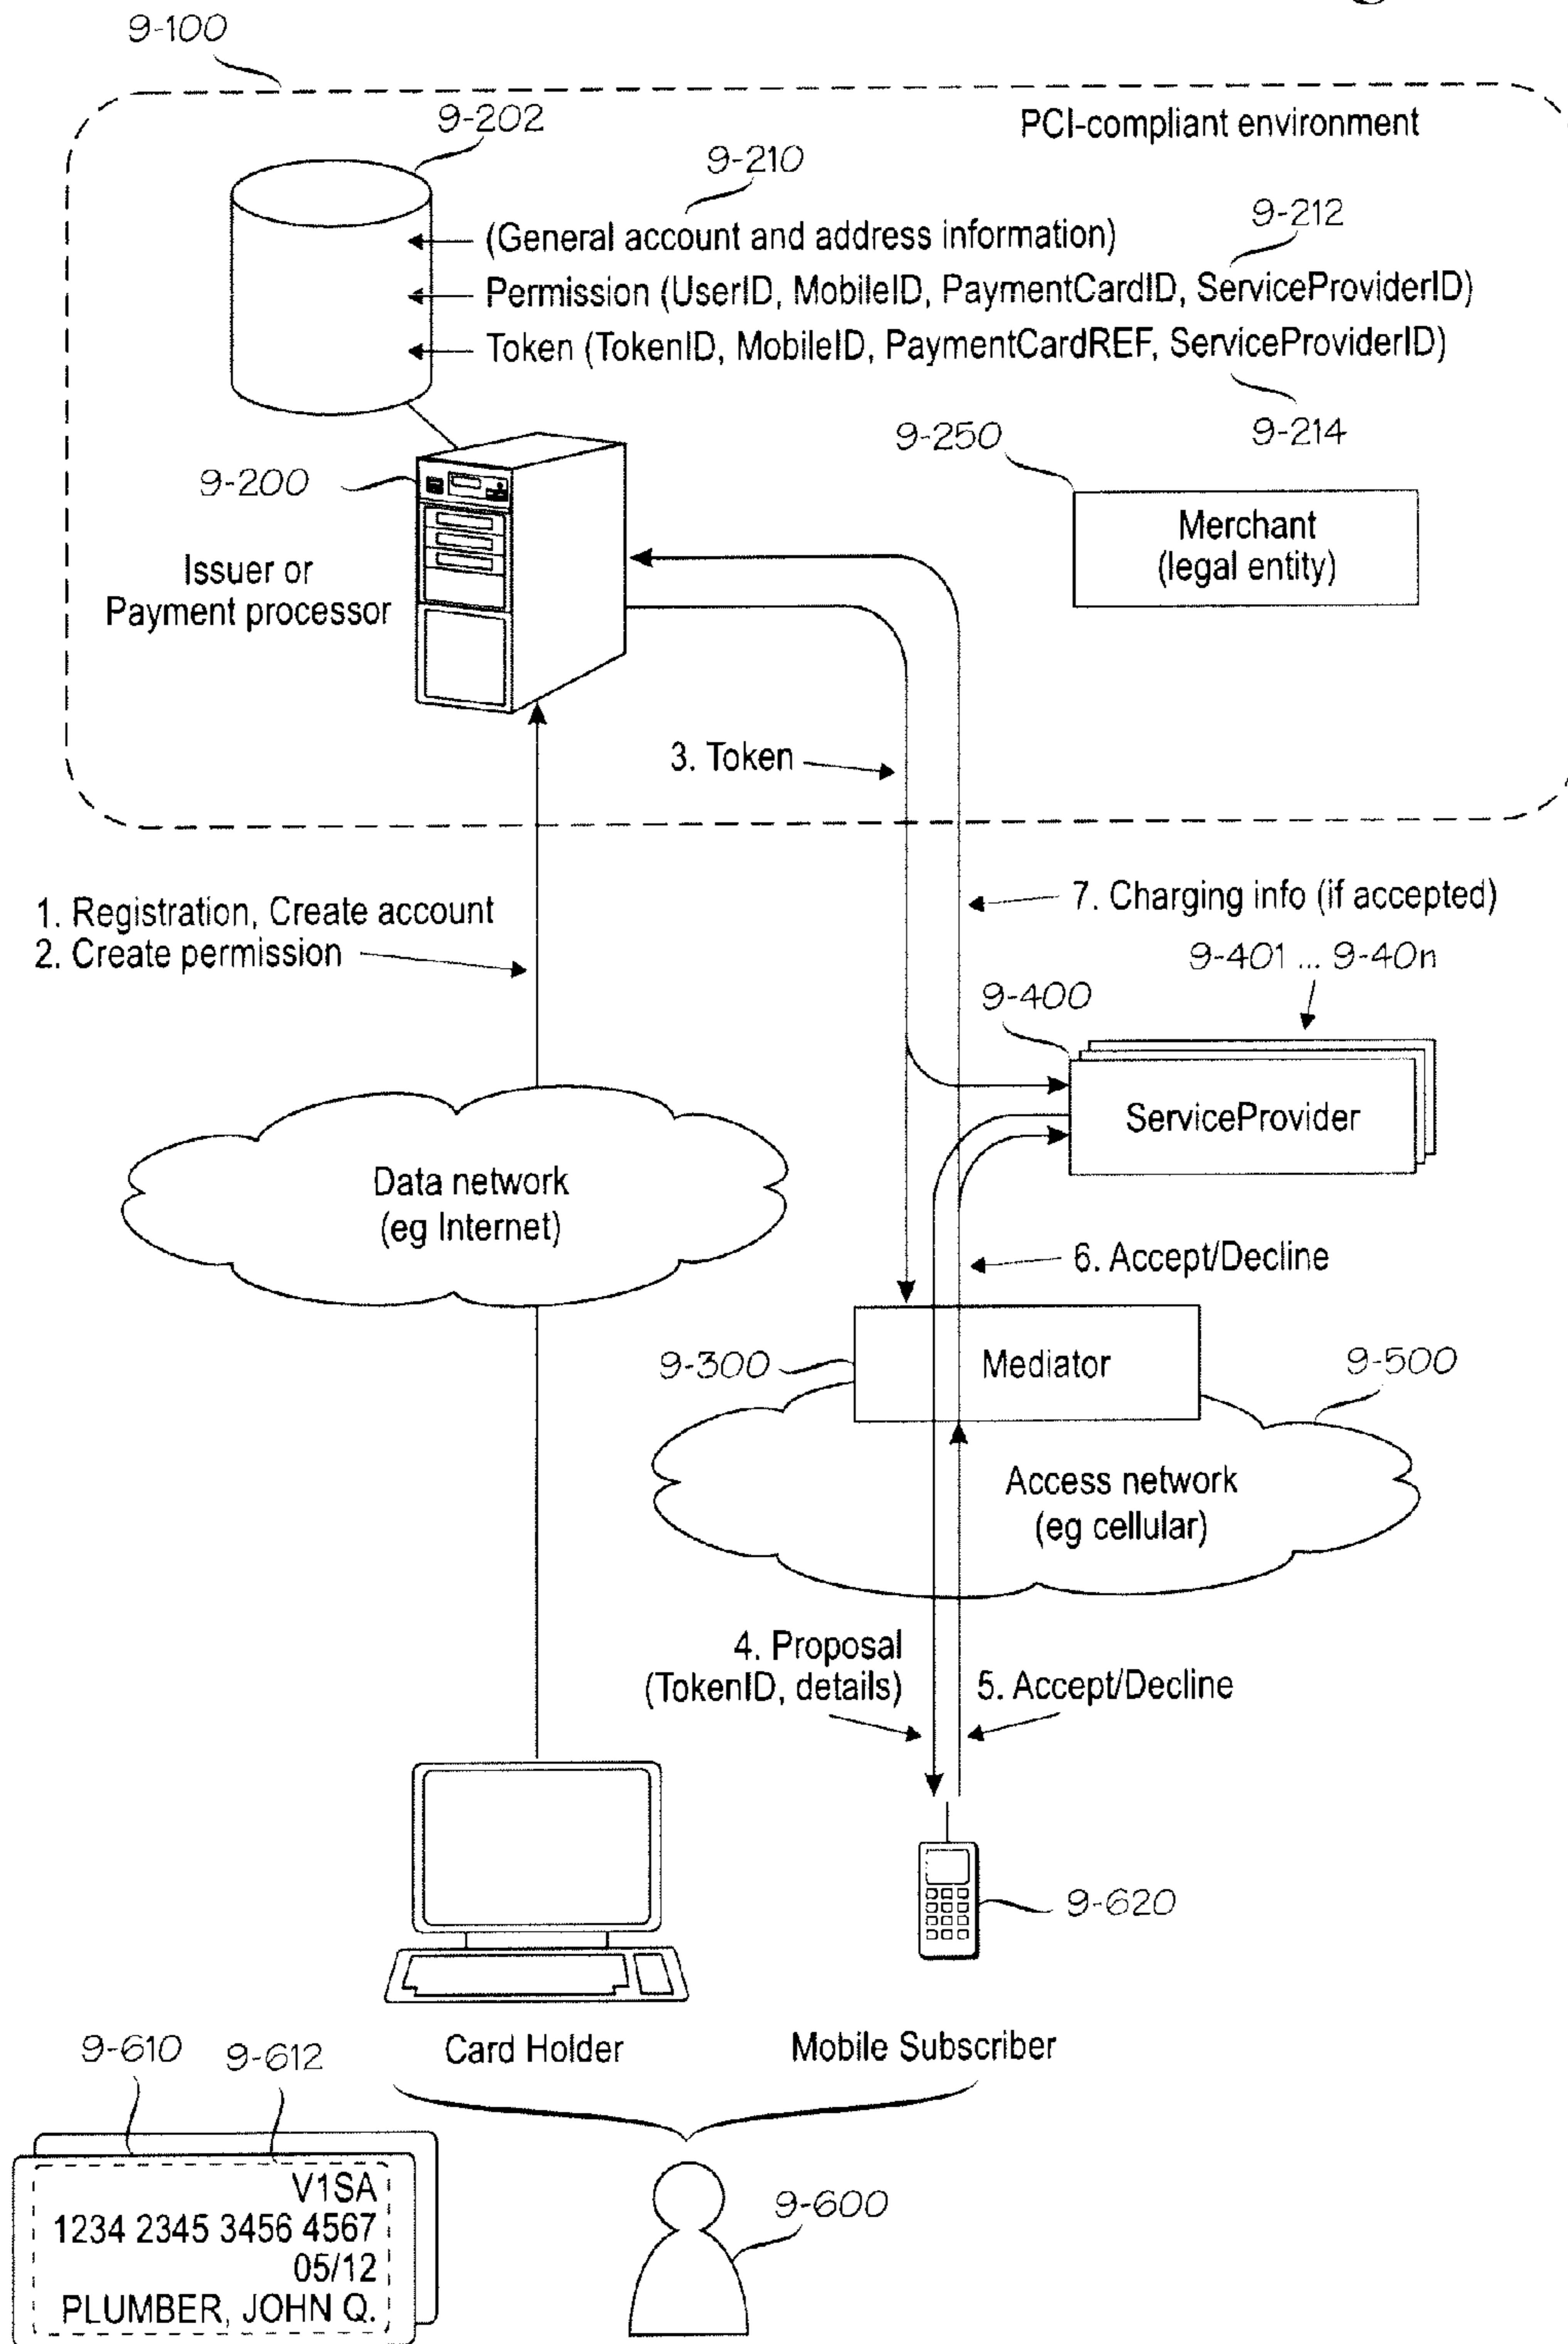 9-100
PCI-compliant environment
9-202
9-210
(General account and address information)
9-212
Permission (UserID, MobileID, PaymentCardID, ServiceProviderID)
Token (TokenID, MobileID, PaymentCardREF, ServiceProviderID)
9-214
9-250
9-200
Merchant
(legal entity)
Issuer or
Payment processor
3. Token
1. Registration, Create account
2. Create permission
7. Charging info (if accepted)
9-401 ... 9-40n
9-400
ServiceProvider
Data network
(eg Internet)
6. Accept/Decline
9-300
Mediator
9-500
Access network
(eg cellular)
4. Proposal
(TokenID, details)
5. Accept/Decline
9-620
Card Holder
Mobile Subscriber
9-610
9-612
V1SA
1234 2345 3456 4567
05/12
PLUMBER, JOHN Q.
9-600